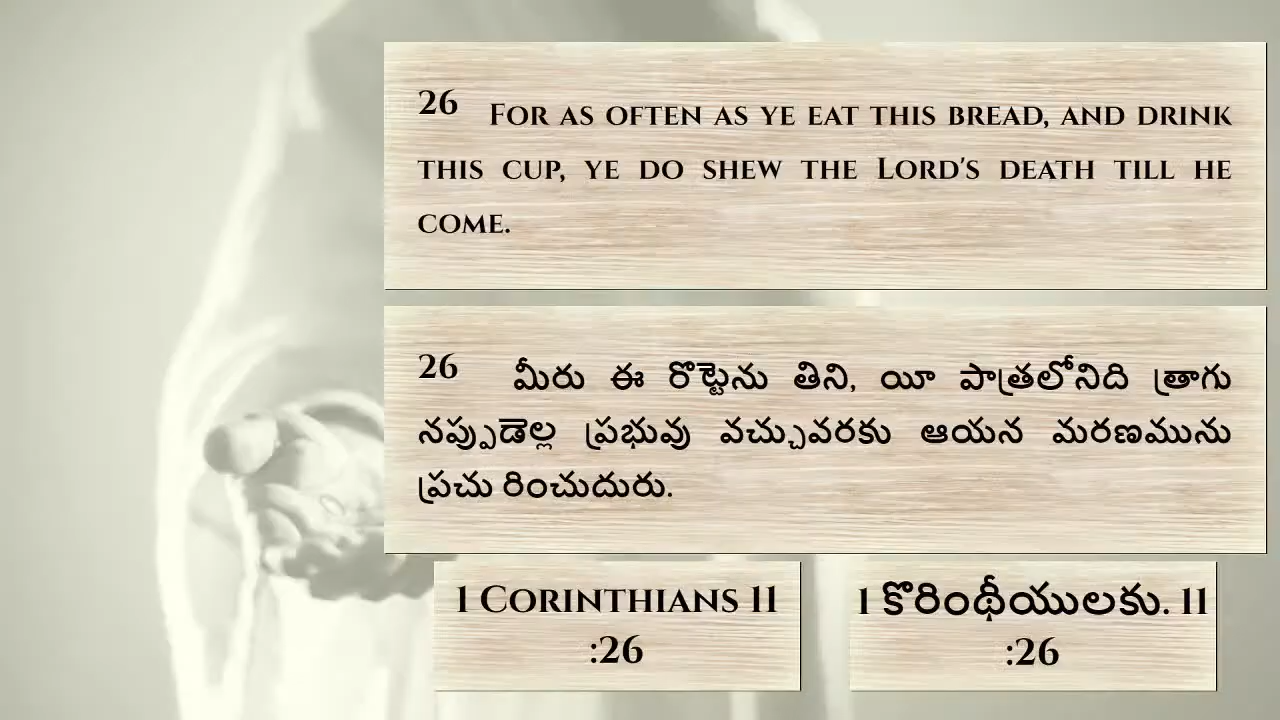 26 For as often as ye eat this bread, and drink
this cup, ye do shew the Lord's death till he
come.
26 మీరు ఈ రొట్టెను తిని, యీ పాత్రలోనిది త్రాగు
నప్పుడెల్ల ప్రభువు వచ్చువరకు ఆయన మరణమును
ప్రచు రించుదురు.
1 Corinthians 11
:26
1 కొరింథీయులకు. 11
:26